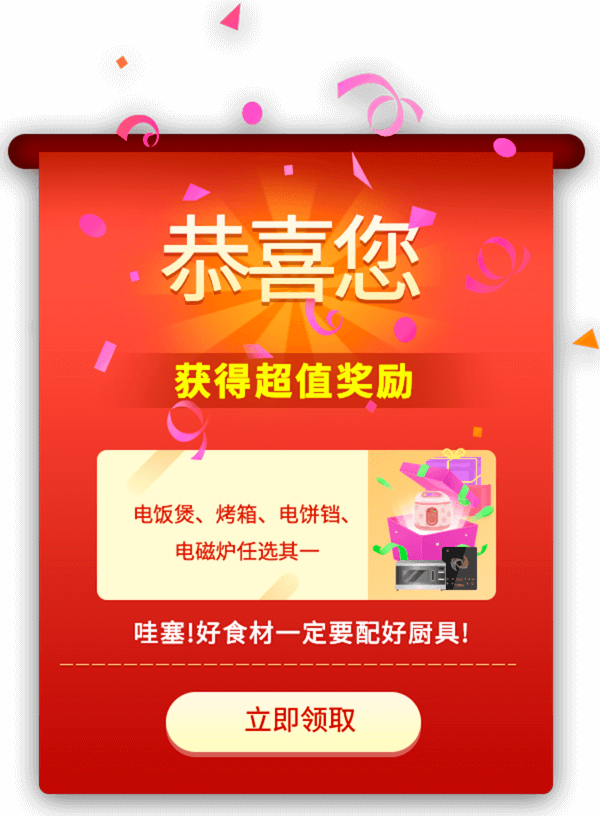 恭喜您
获得超值奖励
电饭煲、烤箱、电饼铛、
电磁炉任选其一
哇塞!好食材一定要配好厨具!
立即领取